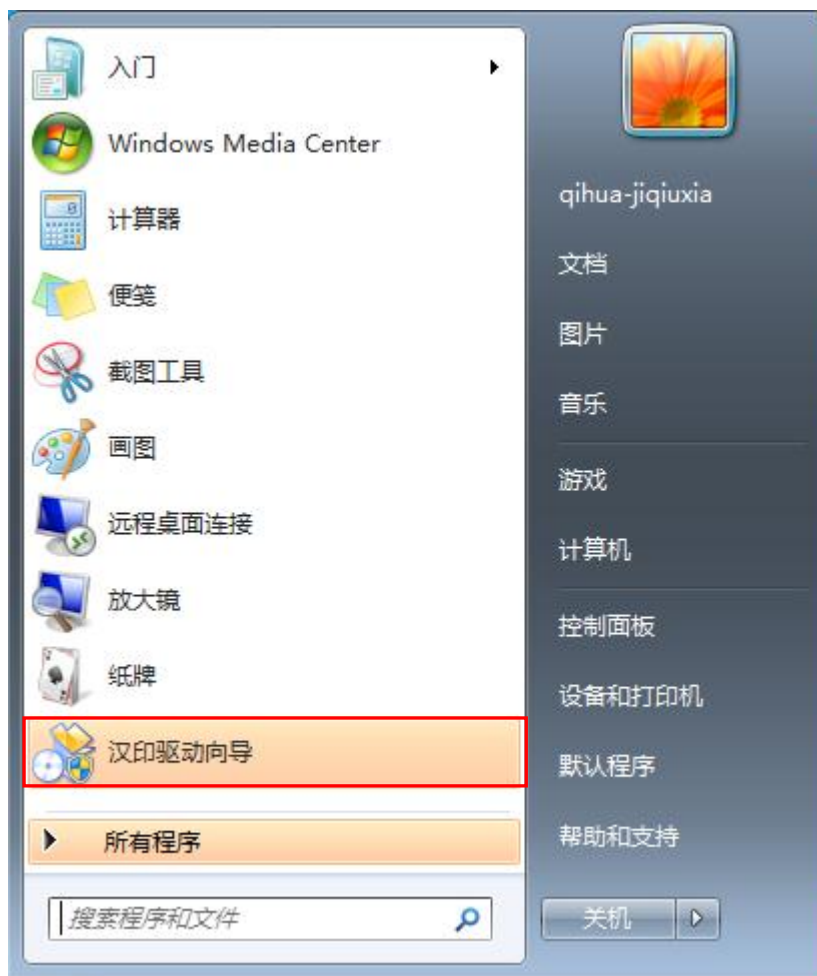 入门
Windows Media Center
计算器
便笺
截图工具
画图
远程桌面连接
放大镜
纸牌
汉印驱动向导
所有程序
搜索程序和文件
qihua-jiqiuxia
文档
图片
音乐
游戏
计算机
控制面板
设备和打印机
默认程序
帮助和支持
关机